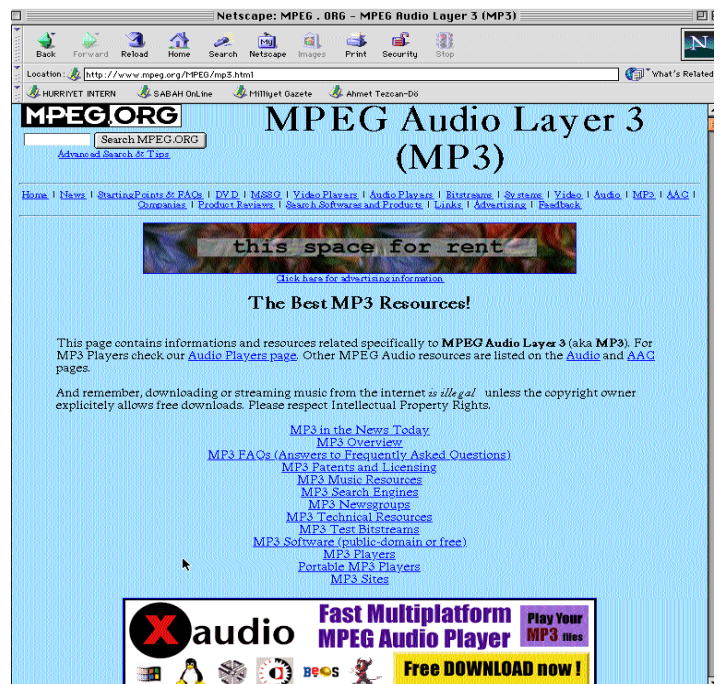 Netscape: MPEG . ORG - MPEG Audio Layer 3 (MP3)
Back Forward Reload Home Search Netscape Images Print Security Stop
N
Location: http://www.mpeg.org/MPEG/mp3.html What's Related
HURRIYET INTERN SABAH OnLine Milliyet Gazete Ahmet Tezcan-Dö
MPEG.ORG
Search MPEG.ORG
Advanced Search & Tips
MPEG Audio Layer 3
(MP3)
Home | News | Starting Points & FAQs | DVD | MSSG | Video Players | Audio Players | Bitstreams | Systems | Video | Audio | MP3 | AAC |
Companies | Product Reviews | Search Softwares and Products | Links | Advertising | Feedback
this space for rent
Click here for advertising information
The Best MP3 Resources!
This page contains informations and resources related specifically to MPEG Audio Layer 3 (aka MP3). For
MP3 Players check our Audio Players page. Other MPEG Audio resources are listed on the Audio and AAC
pages.
And remember, downloading or streaming music from the internet is illegal unless the copyright owner
explicitely allows free downloads. Please respect Intellectual Property Rights.
MP3 in the News Today
MP3 Overview
MP3 FAQs (Answers to Frequently Asked Questions)
MP3 Patents and Licensing
MP3 Music Resources
MP3 Search Engines
MP3 Newsgroups
MP3 Technical Resources
MP3 Test Bitstreams
MP3 Software (public-domain or free)
MP3 Players
Portable MP3 Players
MP3 Sites
Xaudio
Fast Multiplatform
MPEG Audio Player
Play Your
MP3 files
BeOS
Free DOWNLOAD now !